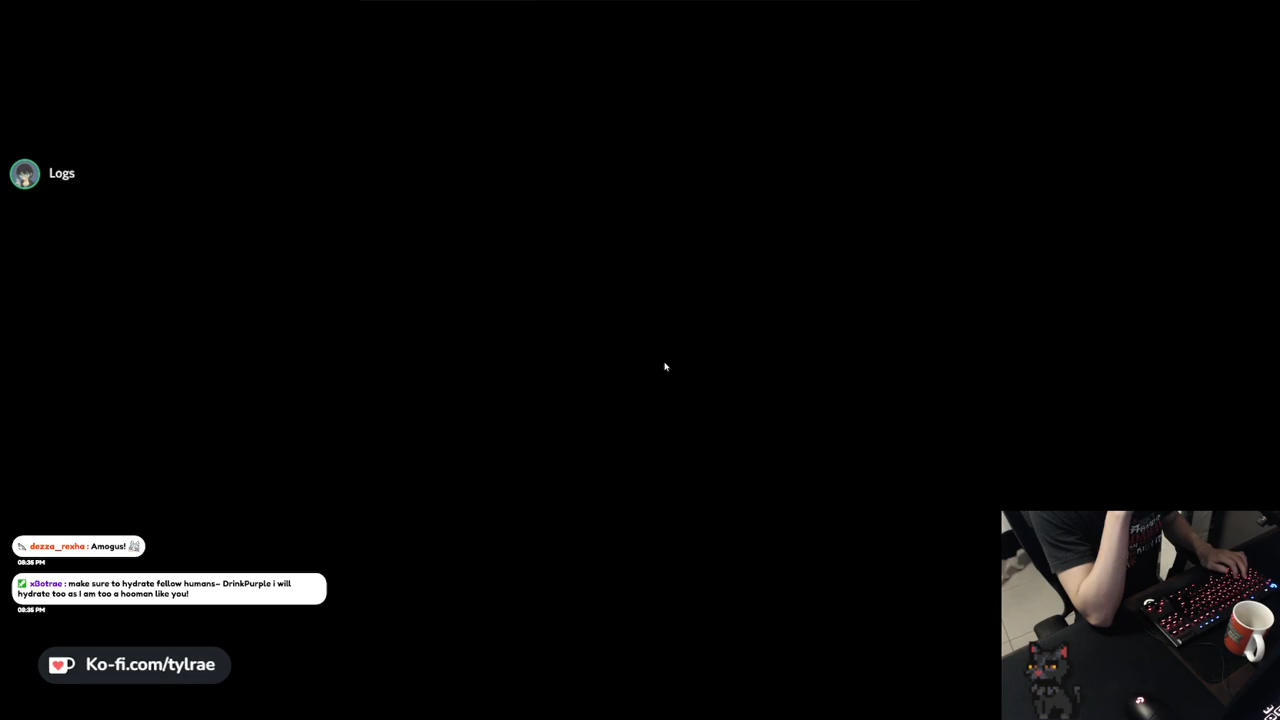 Logs
dezza_rexha : Amogus!
08:35 PM
xBotrae : make sure to hydrate fellow humans~ DrinkPurple i will
hydrate too as I am too a hooman like you!
08:35 PM
Ko-fi.com/tylrae